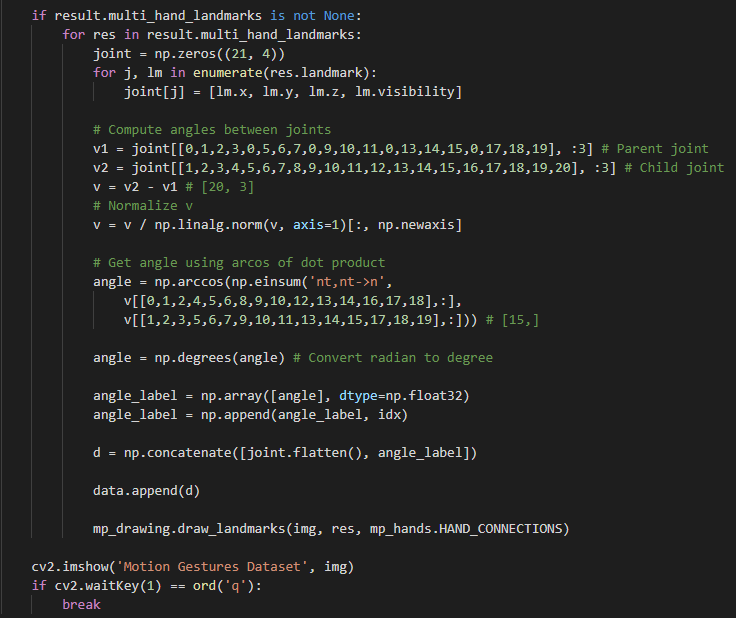 if result.multi_hand_landmarks is not None:
for res in result.multi_hand_landmarks:
joint = np.zeros((21, 4))
for j, lm in enumerate(res.landmark):
joint[j] = [lm.x, lm.y, lm.z, lm.visibility]
# Compute angles between joints
v1 = joint[[0,1,2,3,0,5,6,7,0,9,10,11,0,13,14,15,0,17,18,19], :3] # Parent joint
v2 = joint[[1,2,3,4,5,6,7,8,9,10,11,12,13,14,15,16,17,18,19,20], :3] # Child joint
v = v2 - v1 # [20, 3]
# Normalize v
v = v / np.linalg.norm(v, axis=1)[:, np.newaxis]
# Get angle using arcos of dot product
angle = np.arccos(np.einsum('nt,nt->n',
v[[0,1,2,4,5,6,8,9,10,12,13,14,16,17,18],:],
v[[1,2,3,5,6,7,9,10,11,13,14,15,17,18,19],:])) # [15,]
angle = np.degrees(angle) # Convert radian to degree
angle_label = np.array([angle], dtype=np.float32)
angle_label = np.append(angle_label, idx)
d = np.concatenate([joint.flatten(), angle_label])
data.append(d)
mp_drawing.draw_landmarks(img, res, mp_hands.HAND_CONNECTIONS)
cv2.imshow('Motion Gestures Dataset', img)
if cv2.waitKey(1) == ord('q'):
break